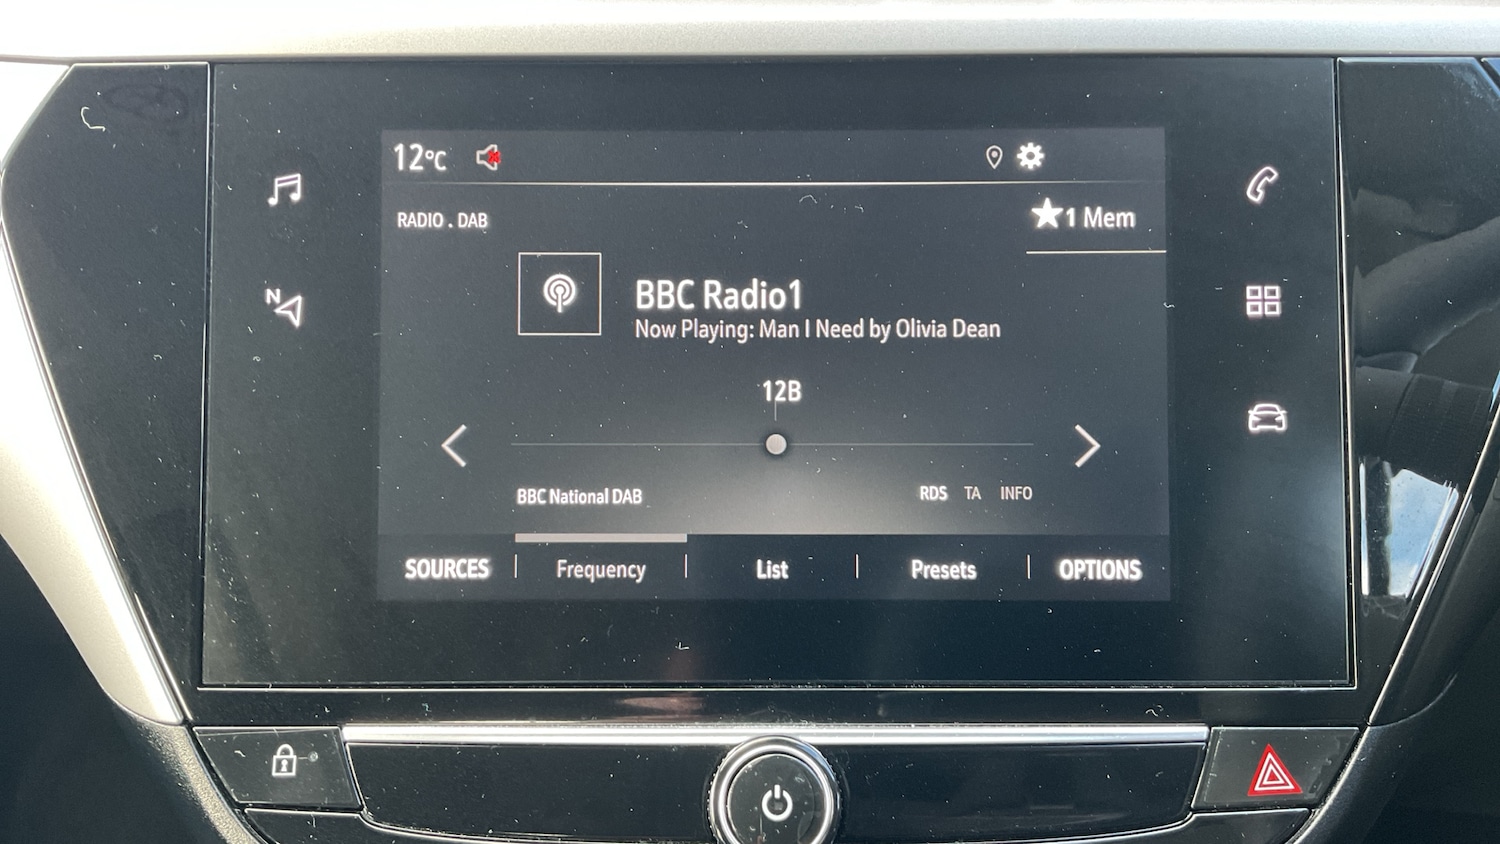 12°C
RADIO . DAB
★1 Mem
BBC Radio1
Now Playing: Man I Need by Olivia Dean
N
12B
BBC National DAB
RDS TA INFO
SOURCES Frequency List Presets OPTIONS